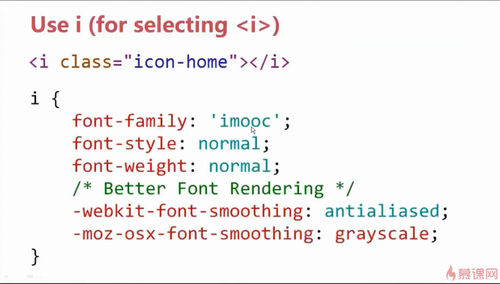 Use i (for selecting <i>)
<i class="icon-home"></i>
i {
    font-family: 'imooc';
    font-style: normal;
    font-weight: normal;
    /* Better Font Rendering */
    -webkit-font-smoothing: antialiased;
    -moz-osx-font-smoothing: grayscale;
}
慕课网